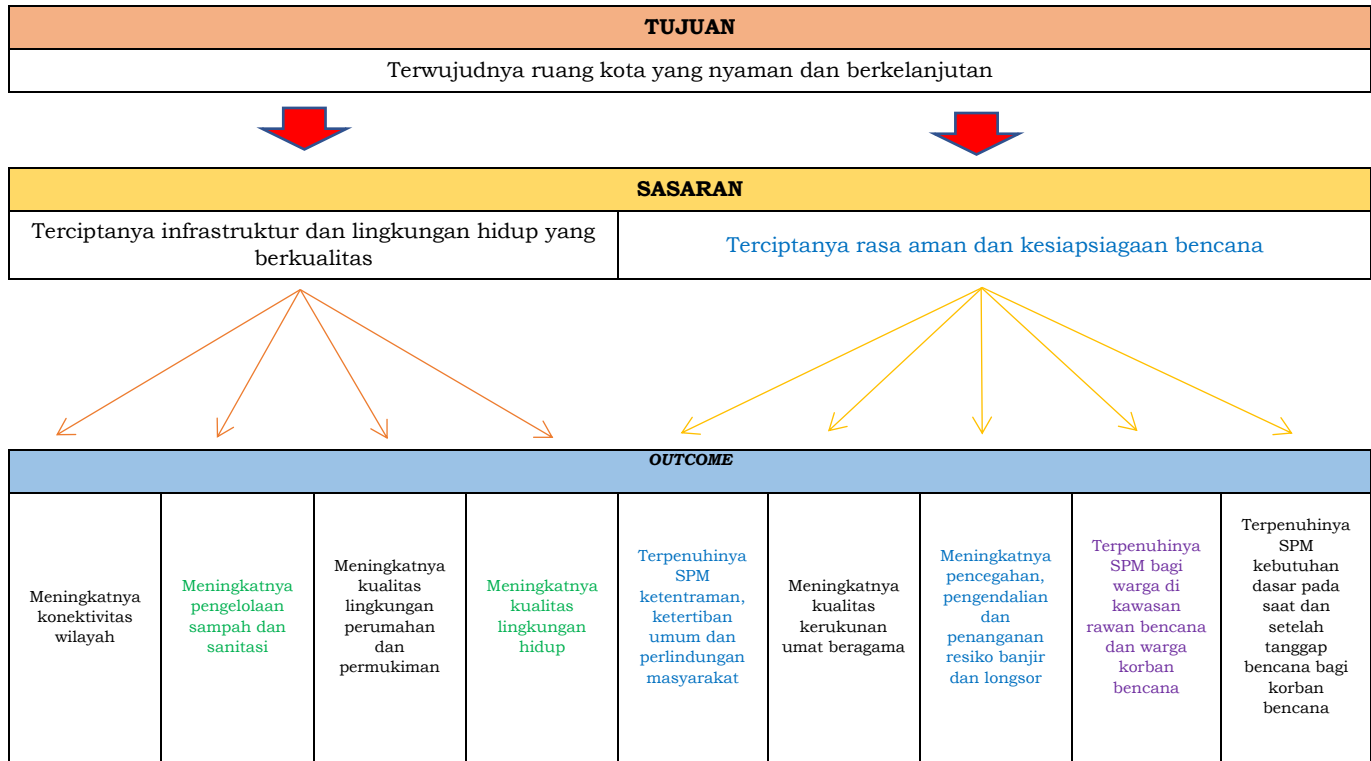 TUJUAN
Terwujudnya ruang kota yang nyaman dan berkelanjutan
SASARAN
Terciptanya infrastruktur dan lingkungan hidup yang
berkualitas
Terciptanya rasa aman dan kesiapsiagaan bencana
OUTCOME
Meningkatnya
konektivitas
wilayah
Meningkatnya
pengelolaan
sampah dan
sanitasi
Meningkatnya
kualitas
lingkungan
perumahan
dan
permukiman
Meningkatnya
kualitas
lingkungan
hidup
Terpenuhinya
SPM
ketentraman,
ketertiban
umum dan
perlindungan
masyarakat
Meningkatnya
kualitas
kerukunan
umat beragama
Meningkatnya
pencegahan,
pengendalian
dan
penanganan
resiko banjir
dan longsor
Terpenuhinya
SPM bagi
warga di
kawasan
rawan bencana
dan warga
korban
bencana
Terpenuhinya
SPM
kebutuhan
dasar pada
saat dan
setelah
tanggap
bencana bagi
korban
bencana